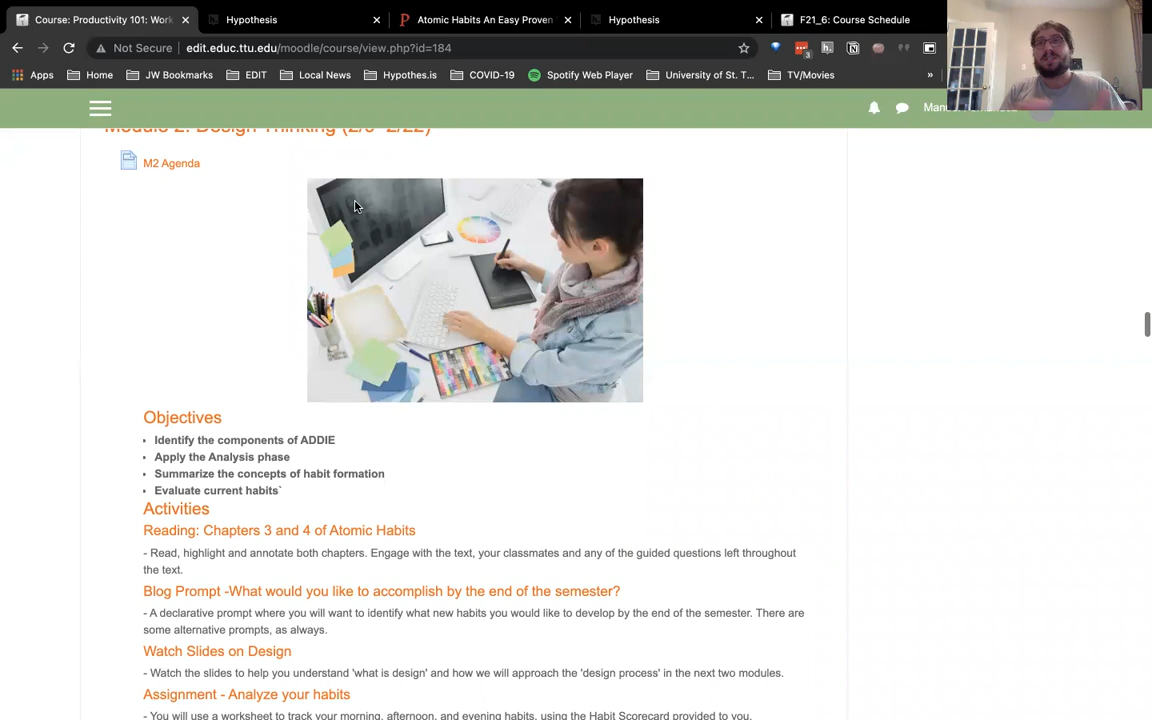 Course: Productivity 101: Work
Hypothesis
Atomic Habits An Easy Proven
Hypothesis
F21_6: Course Schedule
Not Secure
edit.educ.ttu.edu/moodle/course/view.php?id=184
Apps
Home
JW Bookmarks
EDIT
Local News
Hypothes.is
COVID-19
Spotify Web Player
University of St. T...
TV/Movies
»
Module 2: Design Thinking (2/9-2/22)
M2 Agenda
Objectives
• Identify the components of ADDIE
• Apply the Analysis phase
• Summarize the concepts of habit formation
• Evaluate current habits`
Activities
Reading: Chapters 3 and 4 of Atomic Habits
- Read, highlight and annotate both chapters. Engage with the text, your classmates and any of the guided questions left throughout
the text.
Blog Prompt -What would you like to accomplish by the end of the semester?
- A declarative prompt where you will want to identify what new habits you would like to develop by the end of the semester. There are
some alternative prompts, as always.
Watch Slides on Design
- Watch the slides to help you understand 'what is design' and how we will approach the 'design process' in the next two modules.
Assignment - Analyze your habits
- You will use a worksheet to track your morning, afternoon, and evening habits, using the Habit Scorecard provided to you.